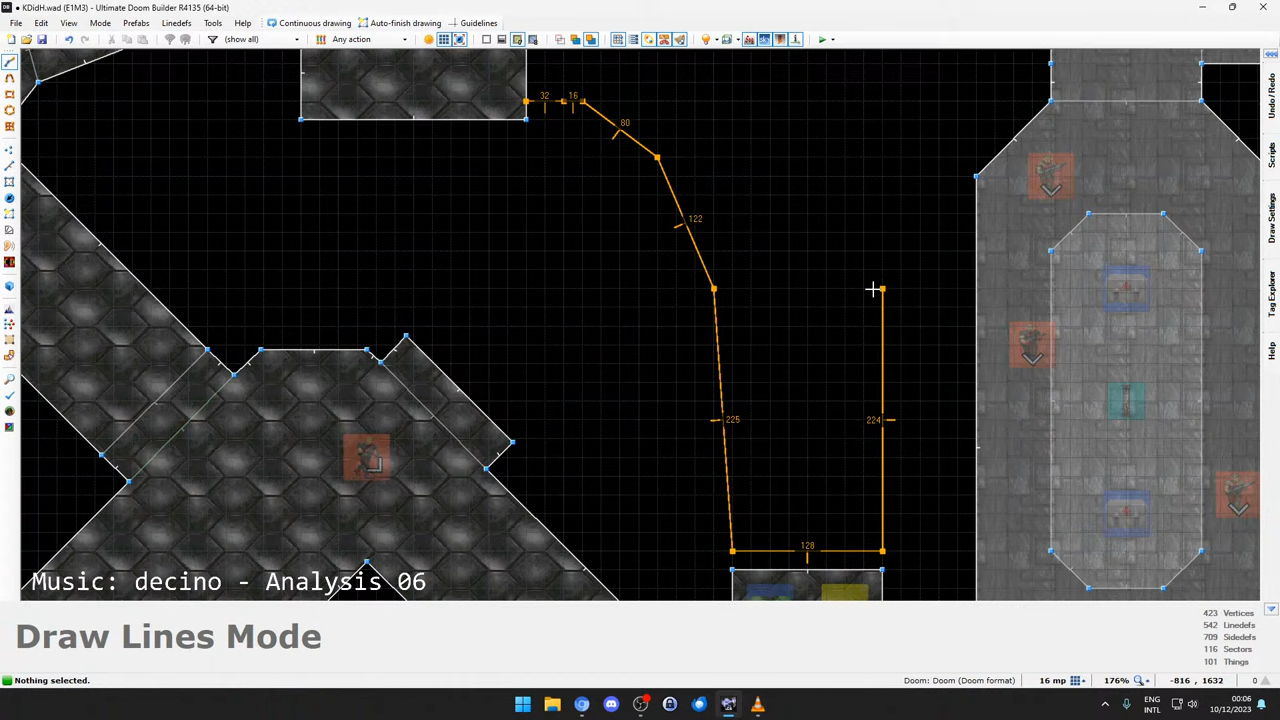 DB • KDidH.wad (E1M3) - Ultimate Doom Builder R4135 (64-bit)
File Edit View Mode Prefabs Linedefs Tools Help Continuous drawing Auto-finish drawing Guidelines
(show all) Any action
32 16
80
122
225
224
128
Undo / Redo
Scripts
Draw Settings
Tag Explorer
Help
Music: decino - Analysis 06
Draw Lines Mode
423 Vertices
542 Linedefs
709 Sidedefs
116 Sectors
101 Things
Nothing selected. Doom: Doom (Doom format) 16 mp 176% -816 , 1632 0
ENG
INTL
00:06
10/12/2023